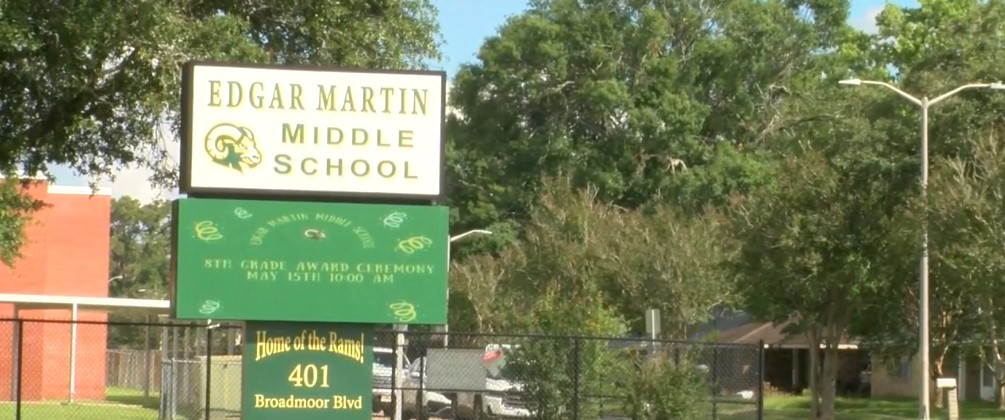 EDGAR MARTIN
MIDDLE
SCHOOL
EDGAR MARTIN MIDDLE SCHOOL
8TH GRADE AWARD CEREMONY
MAY 15TH 10:00 AM
Home of the Rams!
401
Broadmoor Blvd